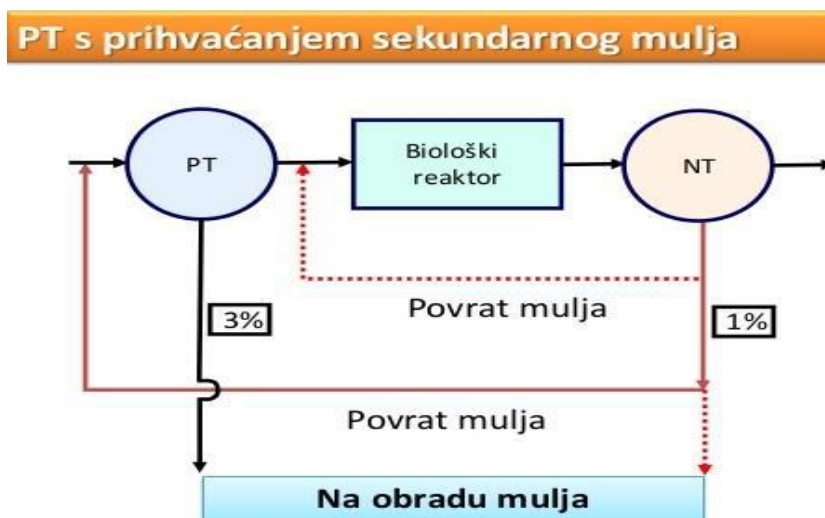 PT s prihvaćanjem sekundarnog mulja
PT
Biološki
reaktor
NT
Povrat mulja
3%
1%
Povrat mulja
Na obradu mulja